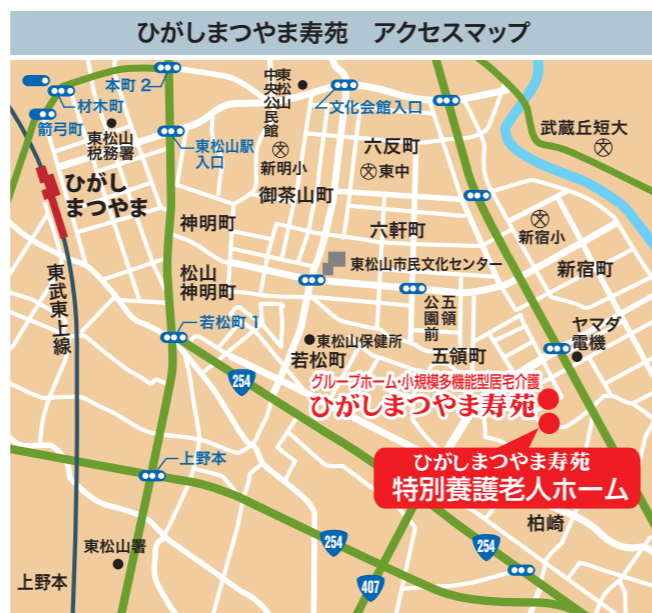 ひがしまつやま寿苑　アクセスマップ
本町2
材木町
箭弓町
東松山
税務署
東松山
中央公民館
文化会館入口
武蔵丘短大
文
東松山駅
入口
文
新明小
六反町
文東中
ひがし
まつやま
御茶山町
神明町
六軒町
文
新宿小
東武東上線
松山
神明町
東松山市民文化センター
新宿町
五領
公園前
若松町1
東松山保健所
若松町
五領町
ヤマダ
電機
254
グループホーム・小規模多機能型居宅介護
ひがしまつやま寿苑
ひがしまつやま寿苑
特別養護老人ホーム
上野本
柏崎
東松山署
254
254
上野本
407